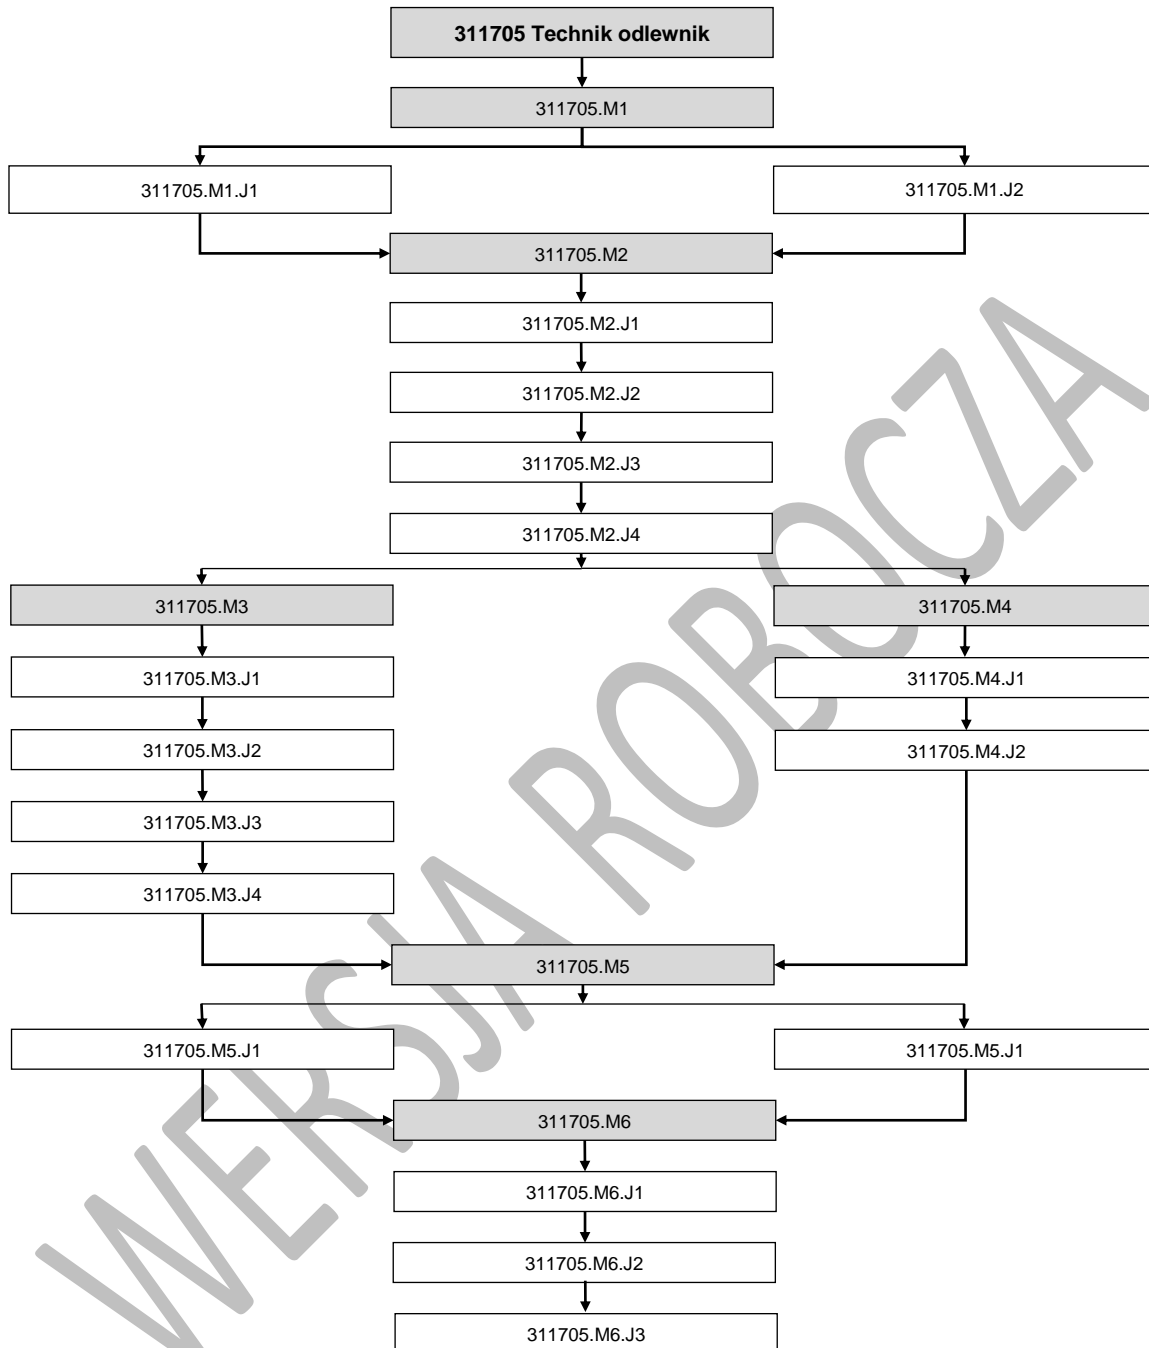 311705 Technik odlewnik
311705.M1
311705.M1.J1
311705.M1.J2
311705.M2
311705.M2.J1
311705.M2.J2
311705.M2.J3
311705.M2.J4
311705.M3
311705.M4
311705.M3.J1
311705.M4.J1
311705.M3.J2
311705.M4.J2
311705.M3.J3
311705.M3.J4
311705.M5
311705.M5.J1
311705.M5.J1
311705.M6
311705.M6.J1
311705.M6.J2
311705.M6.J3
WERSJA ROBOCZA